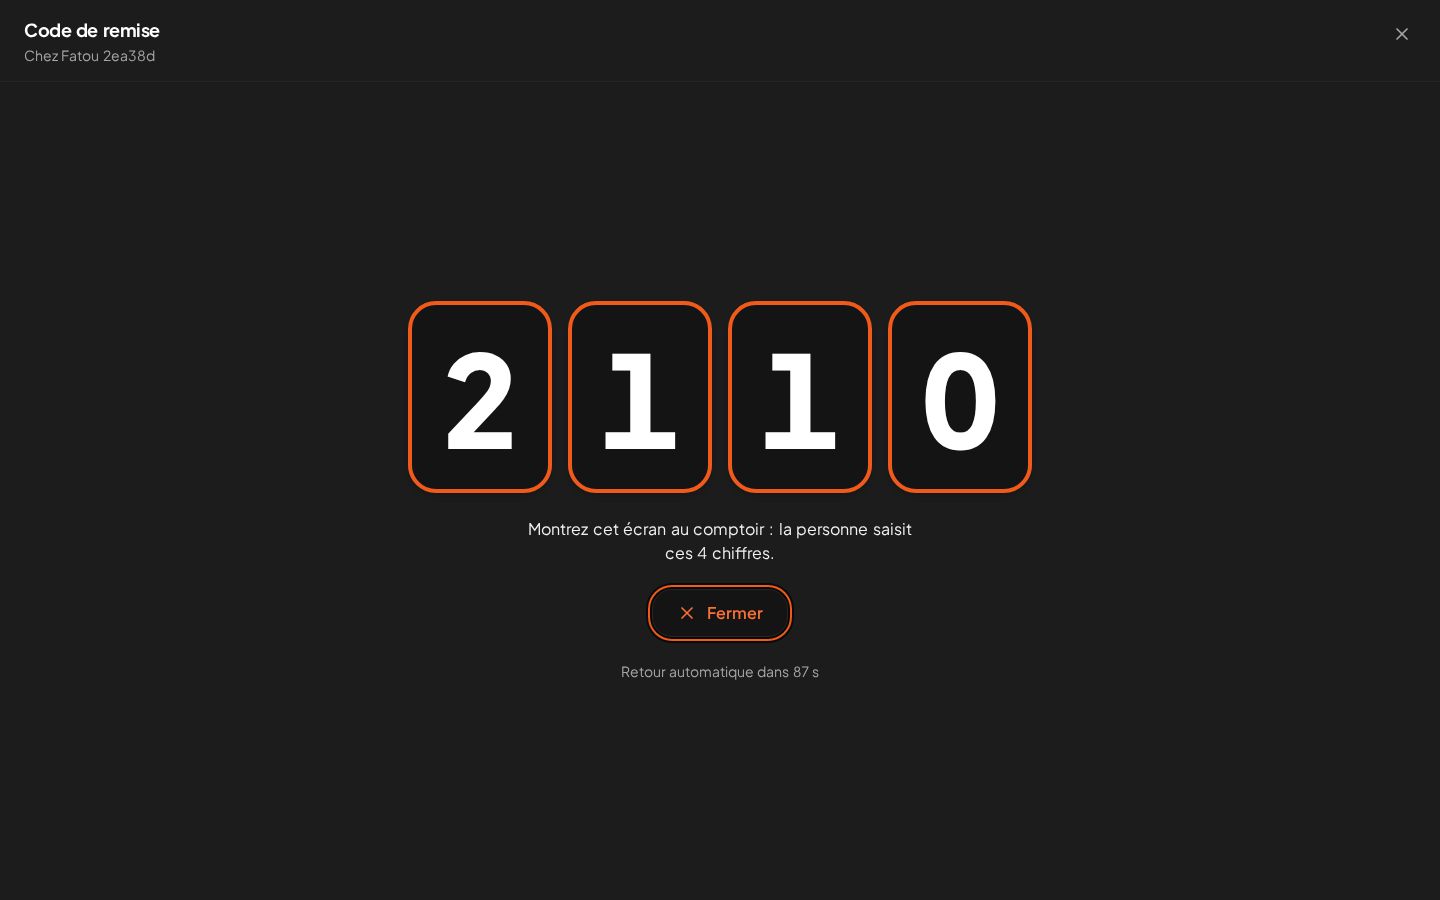 Code de remise
Chez Fatou 2ea38d
2 1 1 0
Montrez cet écran au comptoir : la personne saisit
ces 4 chiffres.
Fermer
Retour automatique dans 87 s